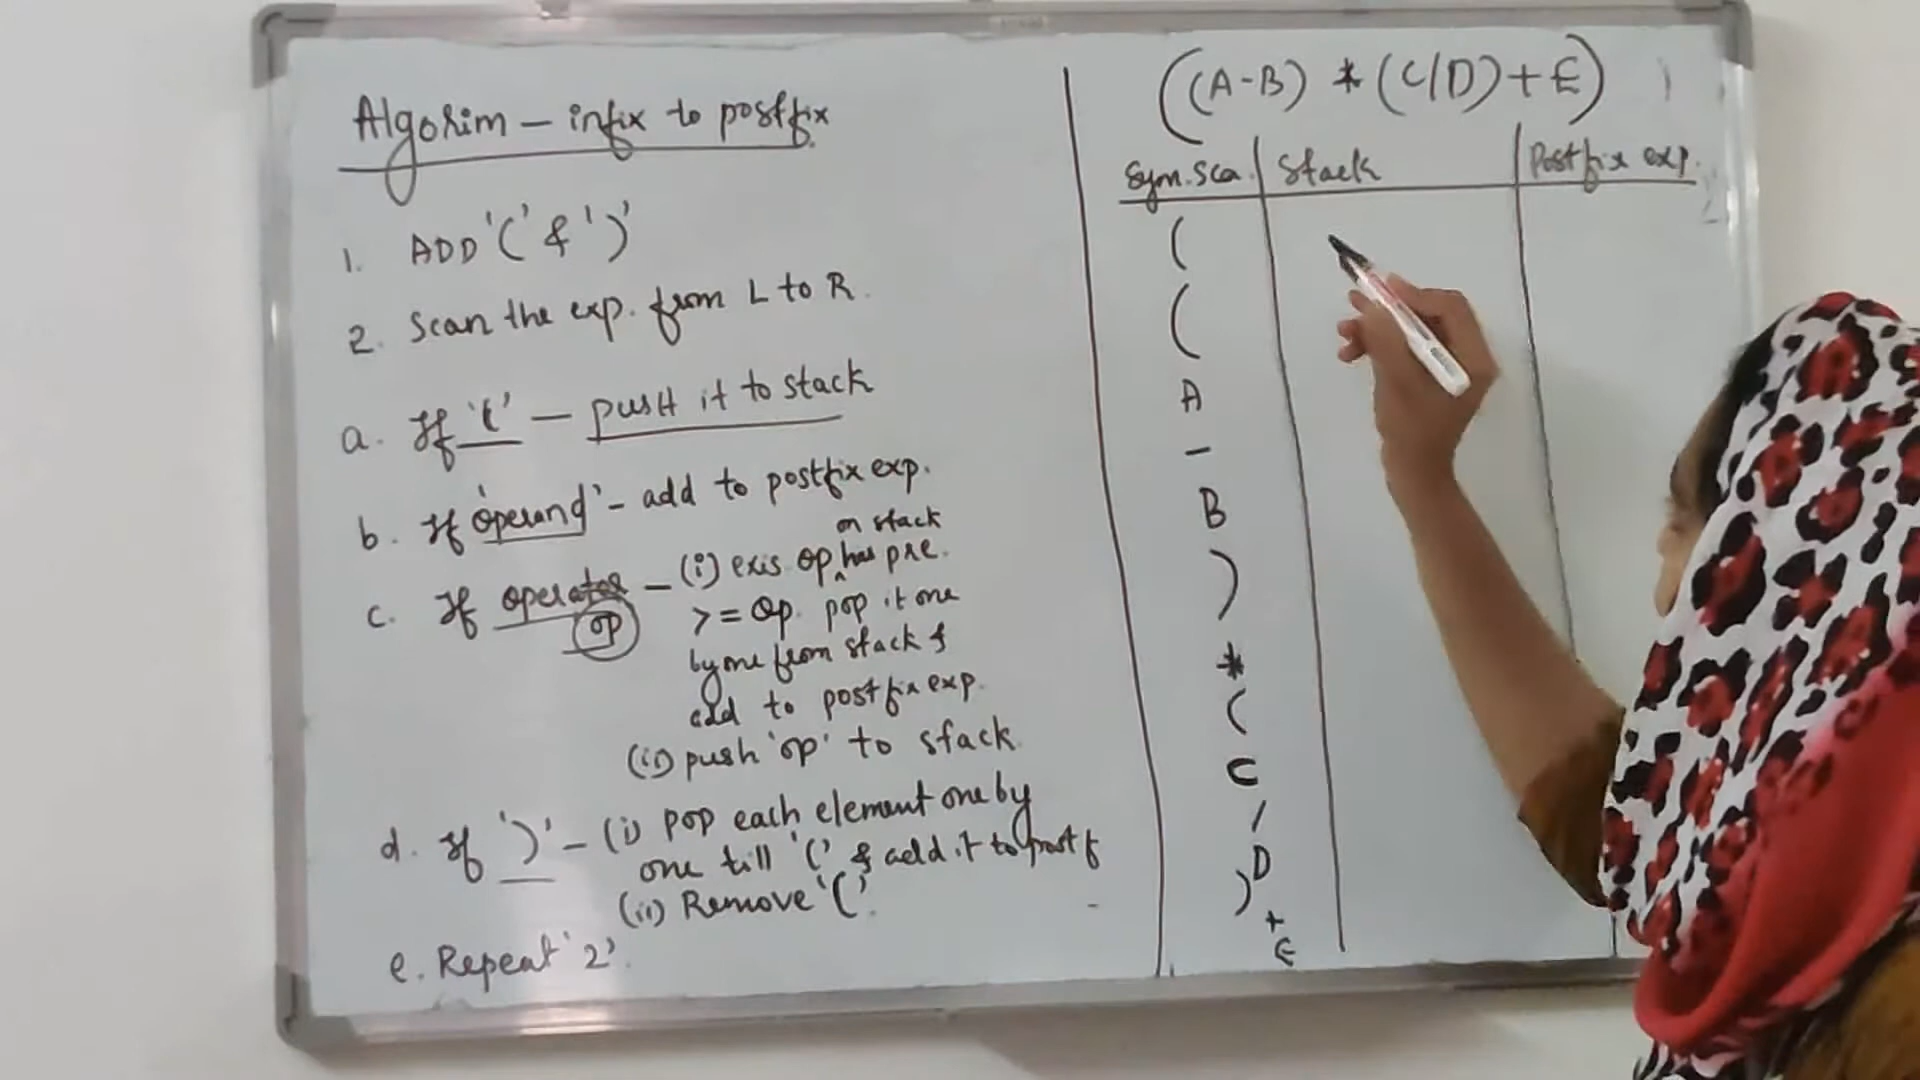 Algorim – infix to postfix
1. ADD '(' & ')'
2. Scan the exp. from L to R.
a. If '(' – push it to stack
b. If 'operand' – add to postfix exp.
on stack
c. If operator – (i) exis. op ^ has pre.
op
>= op. pop it one
by one from stack &
add to postfix exp.
(ii) push 'op' to stack
d. If ')' – (i) pop each element one by
one till '(' & add it to postf
(ii) Remove '('.
e. Repeat '2'.
((A-B) * (C/D)+E)
Sym. Sca. Stack Postfix exp.
(
(
A
-
B
)
*
(
C
/
D
)
+
E